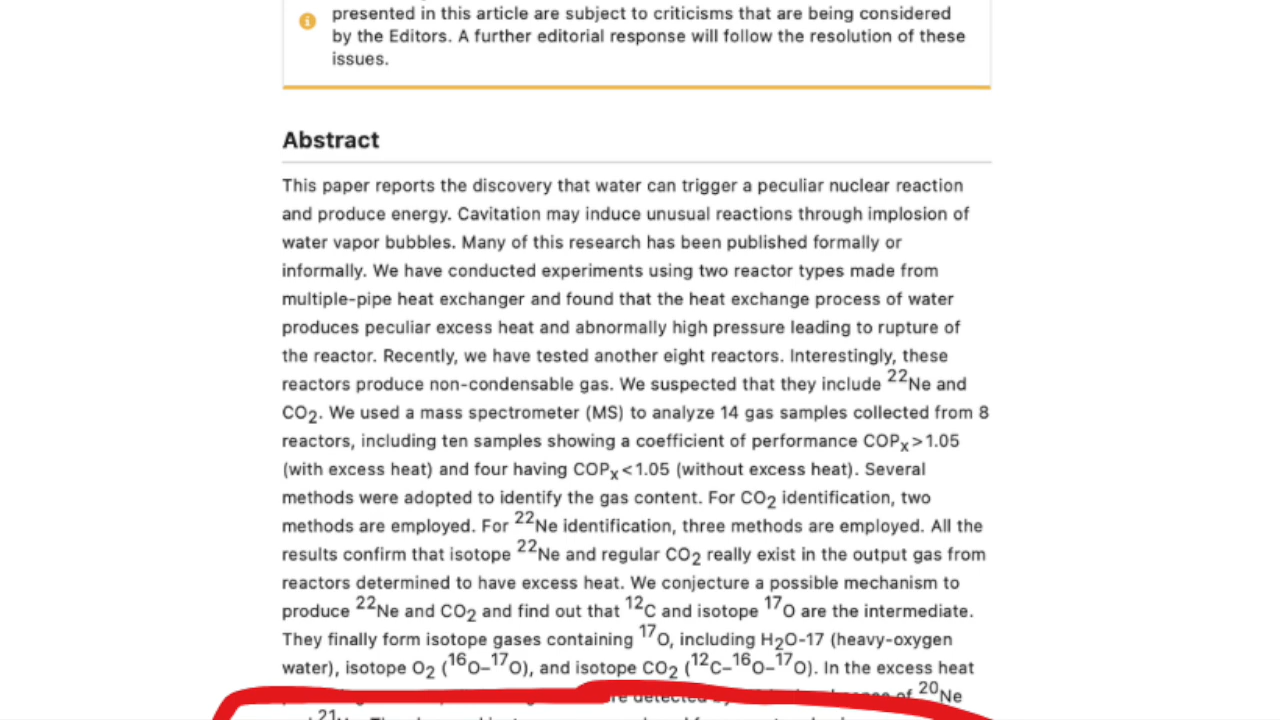 presented in this article are subject to criticisms that are being considered
by the Editors. A further editorial response will follow the resolution of these
issues.
Abstract
This paper reports the discovery that water can trigger a peculiar nuclear reaction
and produce energy. Cavitation may induce unusual reactions through implosion of
water vapor bubbles. Many of this research has been published formally or
informally. We have conducted experiments using two reactor types made from
multiple-pipe heat exchanger and found that the heat exchange process of water
produces peculiar excess heat and abnormally high pressure leading to rupture of
the reactor. Recently, we have tested another eight reactors. Interestingly, these
reactors produce non-condensable gas. We suspected that they include ²²Ne and
CO₂. We used a mass spectrometer (MS) to analyze 14 gas samples collected from 8
reactors, including ten samples showing a coefficient of performance COPₓ>1.05
(with excess heat) and four having COPₓ<1.05 (without excess heat). Several
methods were adopted to identify the gas content. For CO₂ identification, two
methods are employed. For ²²Ne identification, three methods are employed. All the
results confirm that isotope ²²Ne and regular CO₂ really exist in the output gas from
reactors determined to have excess heat. We conjecture a possible mechanism to
produce ²²Ne and CO₂ and find out that ¹²C and isotope ¹⁷O are the intermediate.
They finally form isotope gases containing ¹⁷O, including H₂O-17 (heavy-oxygen
water), isotope O₂ (¹⁶O–¹⁷O), and isotope CO₂ (¹²C–¹⁶O–¹⁷O). In the excess heat
detected of ²⁰Ne